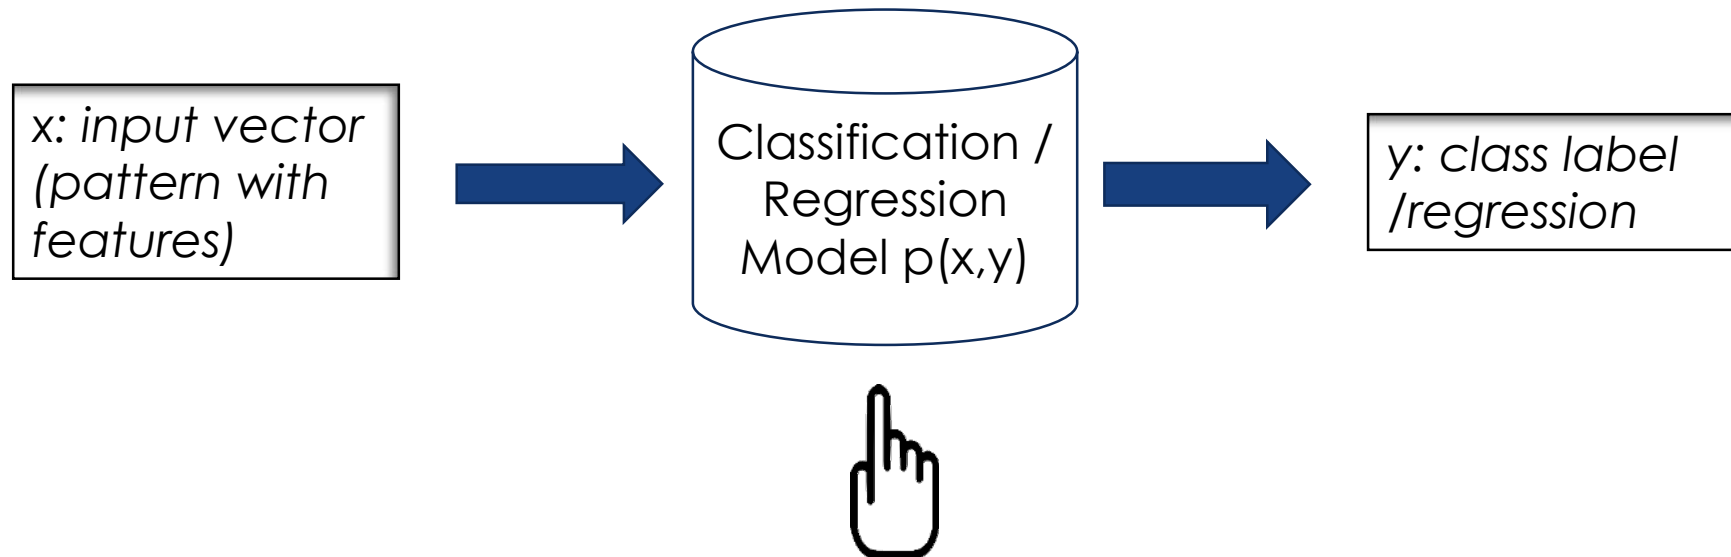 x: input vector
(pattern with
features)
Classification /
Regression
Model p(x,y)
y: class label
/regression